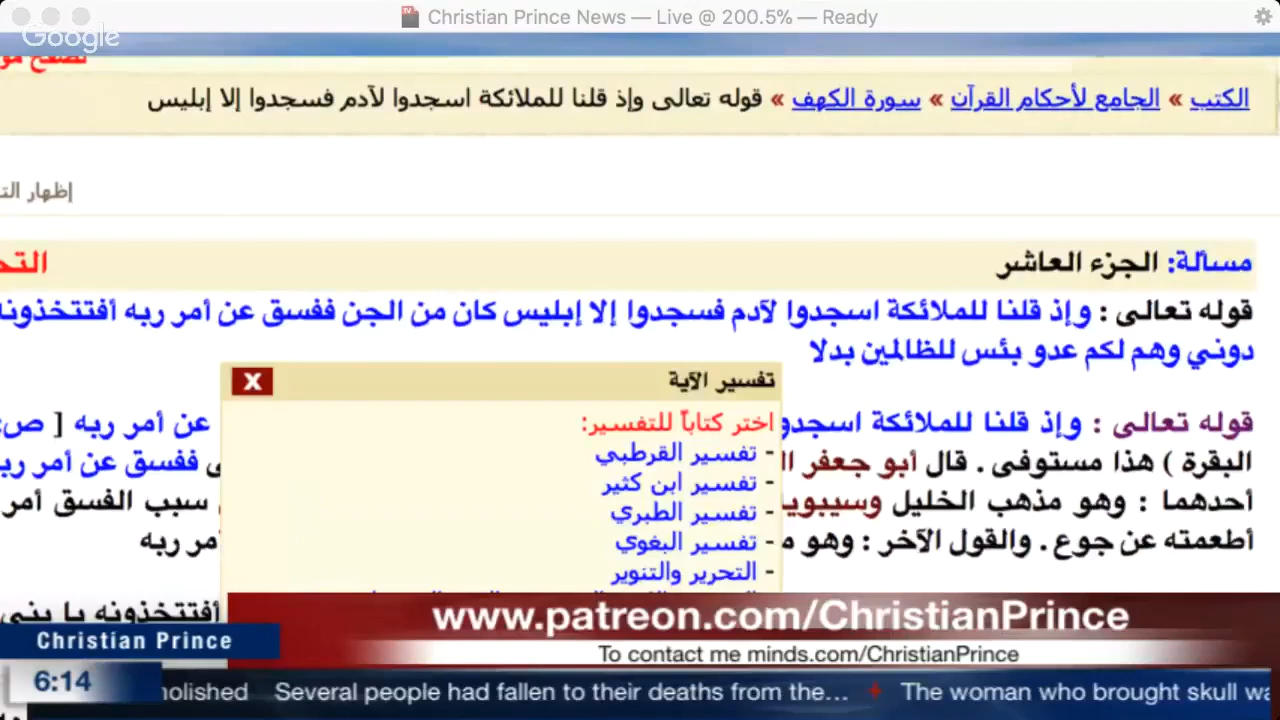 Christian Prince News — Live @ 200.5% — Ready
Google
الكتب » الجامع لأحكام القرآن » سورة الكهف » قوله تعالى وإذ قلنا للملائكة اسجدوا لآدم فسجدوا إلا إبليس
إظهار
مسألة: الجزء العاشر
قوله تعالى : وإذ قلنا للملائكة اسجدوا لآدم فسجدوا إلا إبليس كان من الجن ففسق عن أمر ربه أفتتخذونه
دوني وهم لكم عدو بئس للظالمين بدلا
تفسير الآية
X
اختر كتاباً للتفسير:
- تفسير القرطبي
- تفسير ابن كثير
- تفسير الطبري
- تفسير البغوي
- التحرير والتنوير
قوله تعالى : وإذ قلنا للملائكة اسجدوا عن أمر ربه [ ص:
البقرة ) هذا مستوفى . قال أبو جعفر ففسق عن أمر
أحدهما : وهو مذهب الخليل وسيبويه سبب الفسق أمر
أطعمته عن جوع . والقول الآخر : وهو أمر ربه
أفتتخذونه يا بني
www.patreon.com/ChristianPrince
Christian Prince
To contact me minds.com/ChristianPrince
6:14
Several people had fallen to their deaths from the... The woman who brought skull